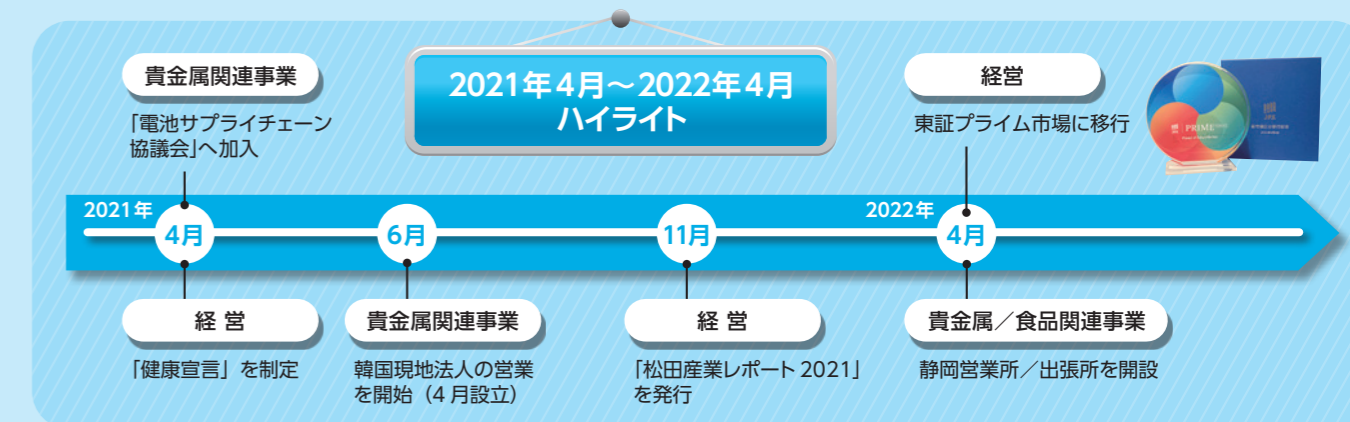 2021年4月～2022年4月
ハイライト
貴金属関連事業
「電池サプライチェーン
協議会」へ加入
経営
東証プライム市場に移行
JPX
PRIME
JPX
2021年
4月
6月
11月
2022年
4月
経 営
「健康宣言」を制定
貴金属関連事業
韓国現地法人の営業
を開始（4月設立）
経 営
「松田産業レポート2021」
を発行
貴金属／食品関連事業
静岡営業所／出張所を開設